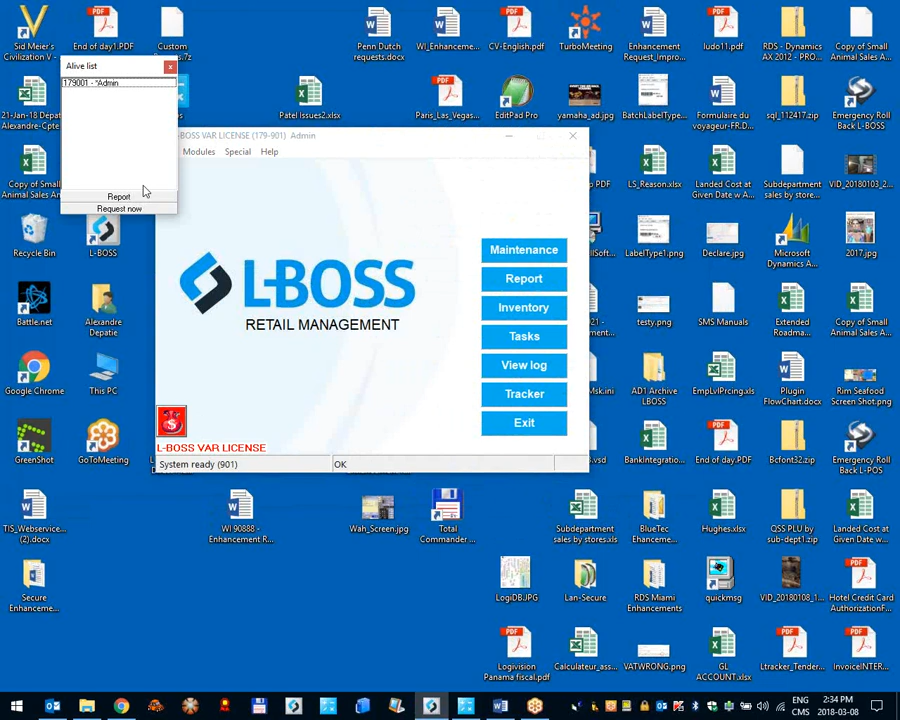 Sid Meier's
Civilization V -
End of day1.PDF
Custom
Penn Dutch
requests.docx
WI_Enhanceme...
CV-English.pdf
TurboMeeting
Enhancement
Request_Impro...
ludo11.pdf
RDS - Dynamics
AX 2012 - PRO...
Copy of Small
Animal Sales A...
Alive list
179001 - *Admin
Report
Request now
21-Jan-18 Depat
Alexandre-Cpte
Patel Issues2.xlsx
Paris_Las_Vegas...
EditPad Pro
yamaha_ad.jpg
BatchLabelType...
Formulaire du
voyageur-FR.D...
sql_112417.zip
Emergency Roll
Back L-BOSS
BOSS VAR LICENSE (179-901) Admin
Modules Special Help
L-BOSS
RETAIL MANAGEMENT
Maintenance
Report
Inventory
Tasks
View log
Tracker
Exit
L-BOSS VAR LICENSE
System ready (901)
OK
Copy of Small
Animal Sales An
LS_Reason.xlsx
Landed Cost at
Given Date w A...
Subdepartment
sales by store...
VID_20180103_2...
Recycle Bin
L-BOSS
LabelType1.png
Declare.jpg
Microsoft
Dynamics A...
2017.jpg
Battle.net
Alexandre
Depatie
testy.png
SMS Manuals
Extended
Roadma...
Copy of Small
Animal Sales A...
Google Chrome
This PC
Msk.ini
AD1 Archive
LBOSS
EmpLvlPrcing.xl...
Plugin
FlowChart.docx
Rim Seafood
Screen Shot.png
GreenShot
GoToMeeting
BankIntegratio...
End of day.PDF
Bcfont32.zip
Emergency Roll
Back L-POS
TIS_Webservice...
(2).docx
WI 90888 -
Enhancement R...
Wah_Screen.jpg
Total
Commander ...
Subdepartment
sales by stores.xls
BlueTec
Ehanceme...
Hughes.xlsx
QSS PLU by
sub-dept1.zip
Landed Cost at
Given Date w A...
Secure
Enhanceme...
LogiDB.JPG
Lan-Secure
RDS Miami
Enhancements
quickmsg
VID_20180108_1...
Hotel Credit Card
AuthorizationF...
Logivision
Panama fiscal.pdf
Calculateur_ass...
VATWRONG.png
GL
ACCOUNT.xlsx
Ltracker_Tender...
InvoiceINTER...
ENG
CMS
2:34 PM
2018-03-08